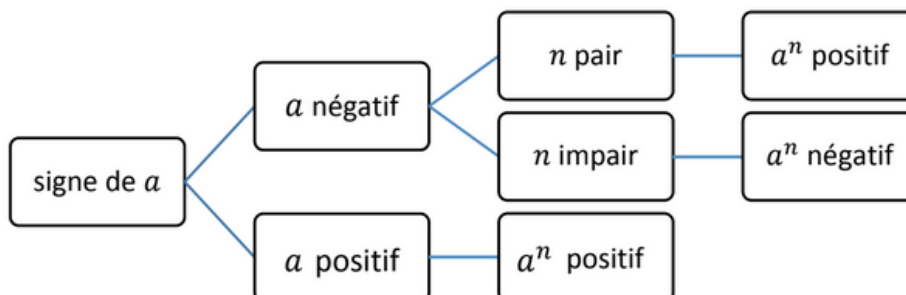 n pair
aⁿ positif
a négatif
n impair
aⁿ négatif
signe de a
a positif
aⁿ positif